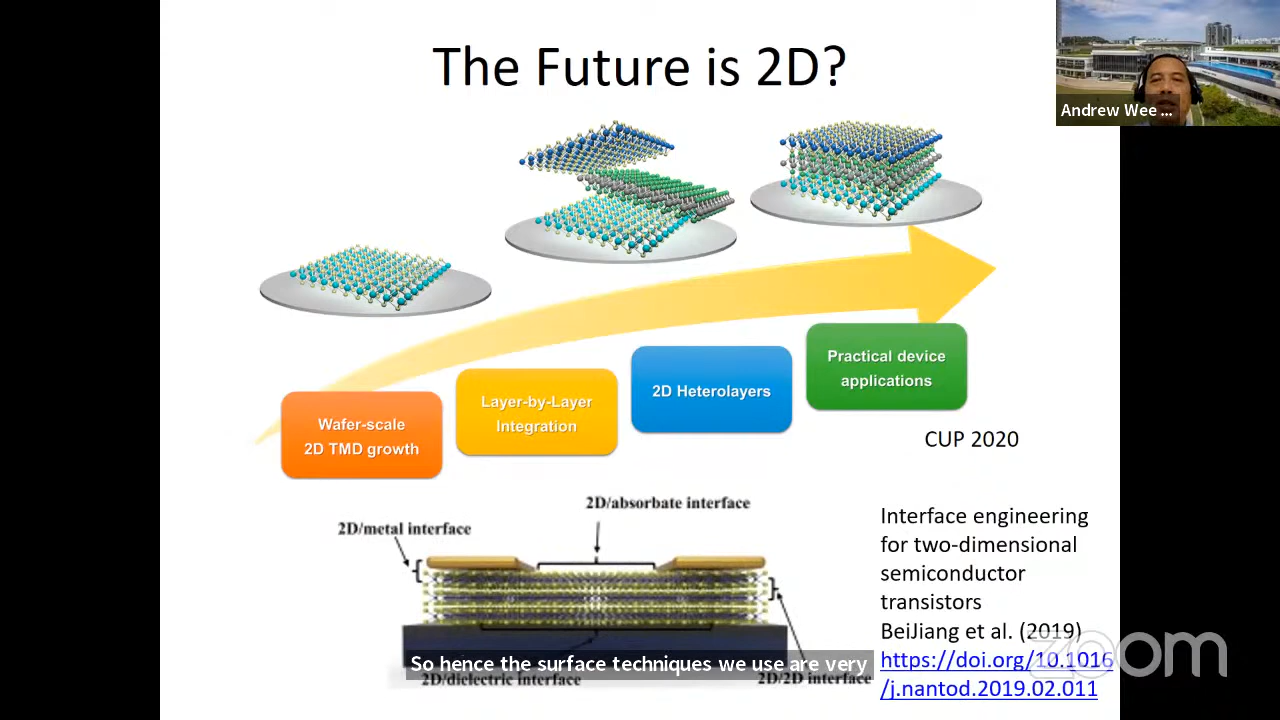 The Future is 2D?
Andrew Wee ...
Wafer-scale
2D TMD growth
Layer-by-Layer
Integration
2D Heterolayers
Practical device
applications
CUP 2020
2D/absorbate interface
2D/metal interface
Interface engineering
for two-dimensional
semiconductor
transistors
BeiJiang et al. (2019)
https://doi.org/10.1016
/j.nantod.2019.02.011
zoom
So hence the surface techniques we use are very
2D/dielectric interface
2D/2D interface